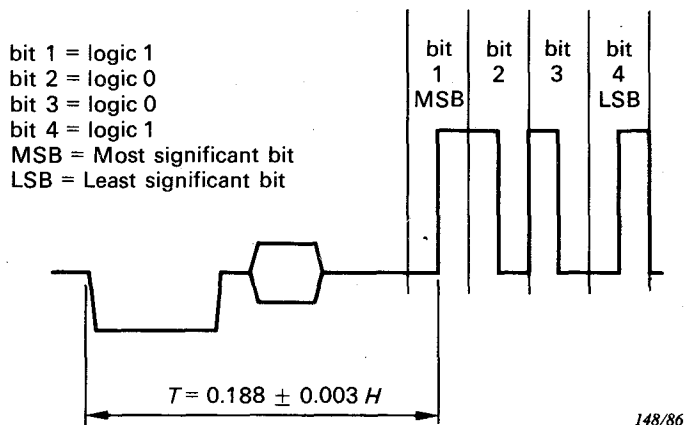 bit 1 = logic 1
bit 2 = logic 0
bit 3 = logic 0
bit 4 = logic 1
MSB = Most significant bit
LSB = Least significant bit
bit 1 MSB
bit 2
bit 3
bit 4 LSB
T = 0.188 ± 0.003 H
148/86